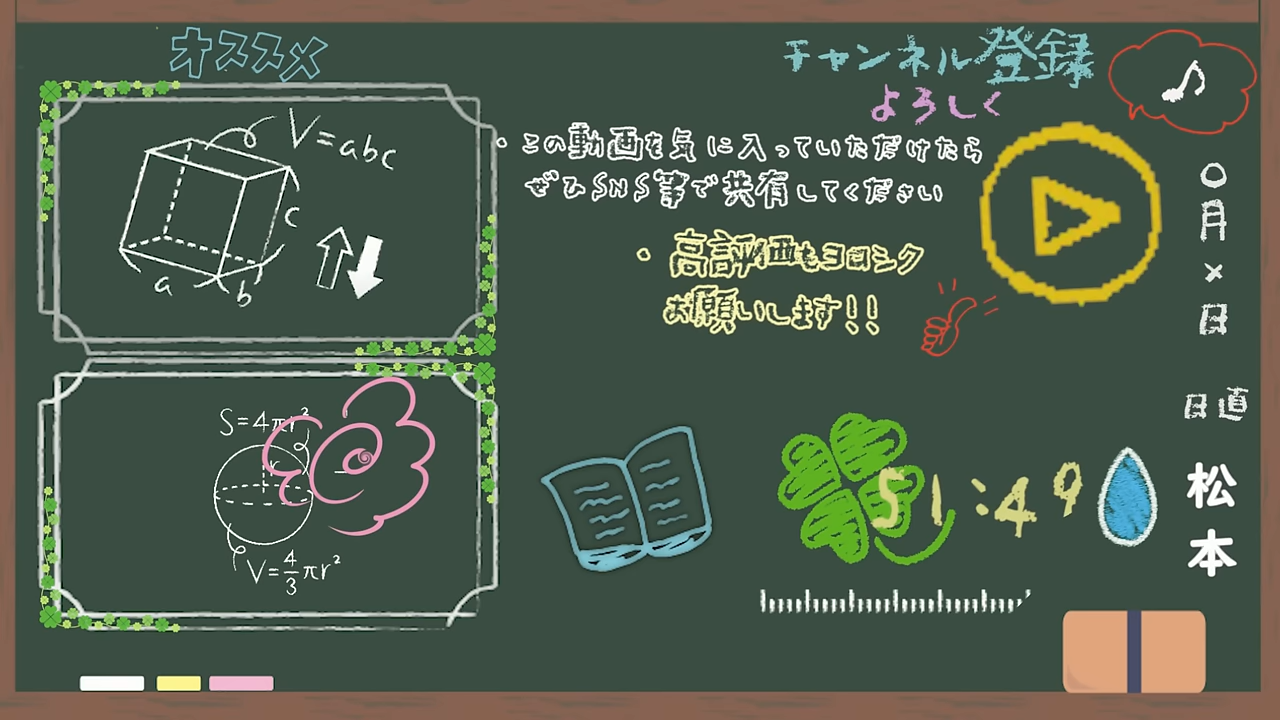 オススメ
V=abc
c
a
b
S=4πr²
r
V=4/3πr²
チャンネル登録
よろしく
・この動画を気に入っていただけたら
ぜひSNS等で共有してください
・高評価もヨロシク
お願いします!!
51:49
〇月×日
日直
松本